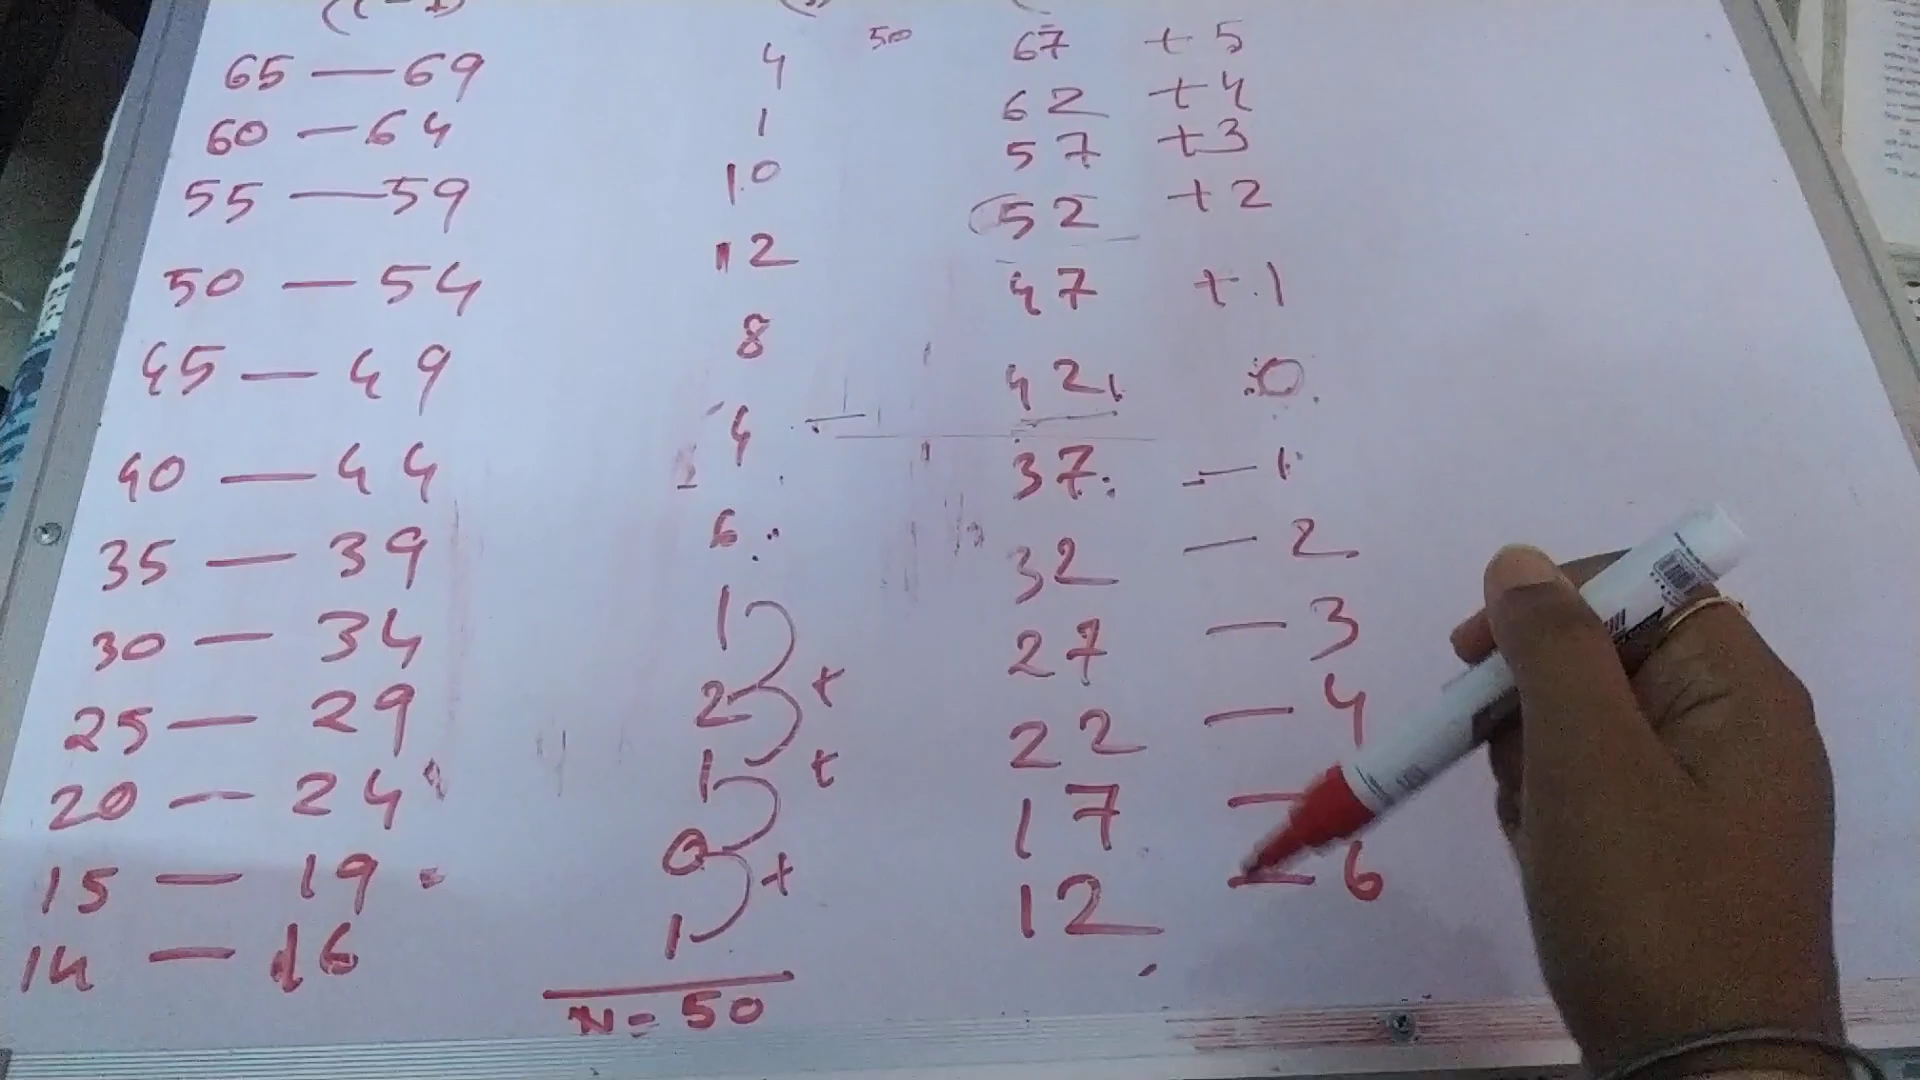 65 — 69 4 50 67 + 5
60 — 64 1 62 + 4
55 — 59 10 57 + 3
50 — 54 12 52 + 2
45 — 49 8 47 + 1
40 — 44 4 42 0
35 — 39 6 37 — 1
30 — 34 1 32 — 2
25 — 29 2 + 27 — 3
20 — 24 1 + 22 — 4
15 — 19 0 + 17 —
14 — 16 1 12 — 6
N = 50